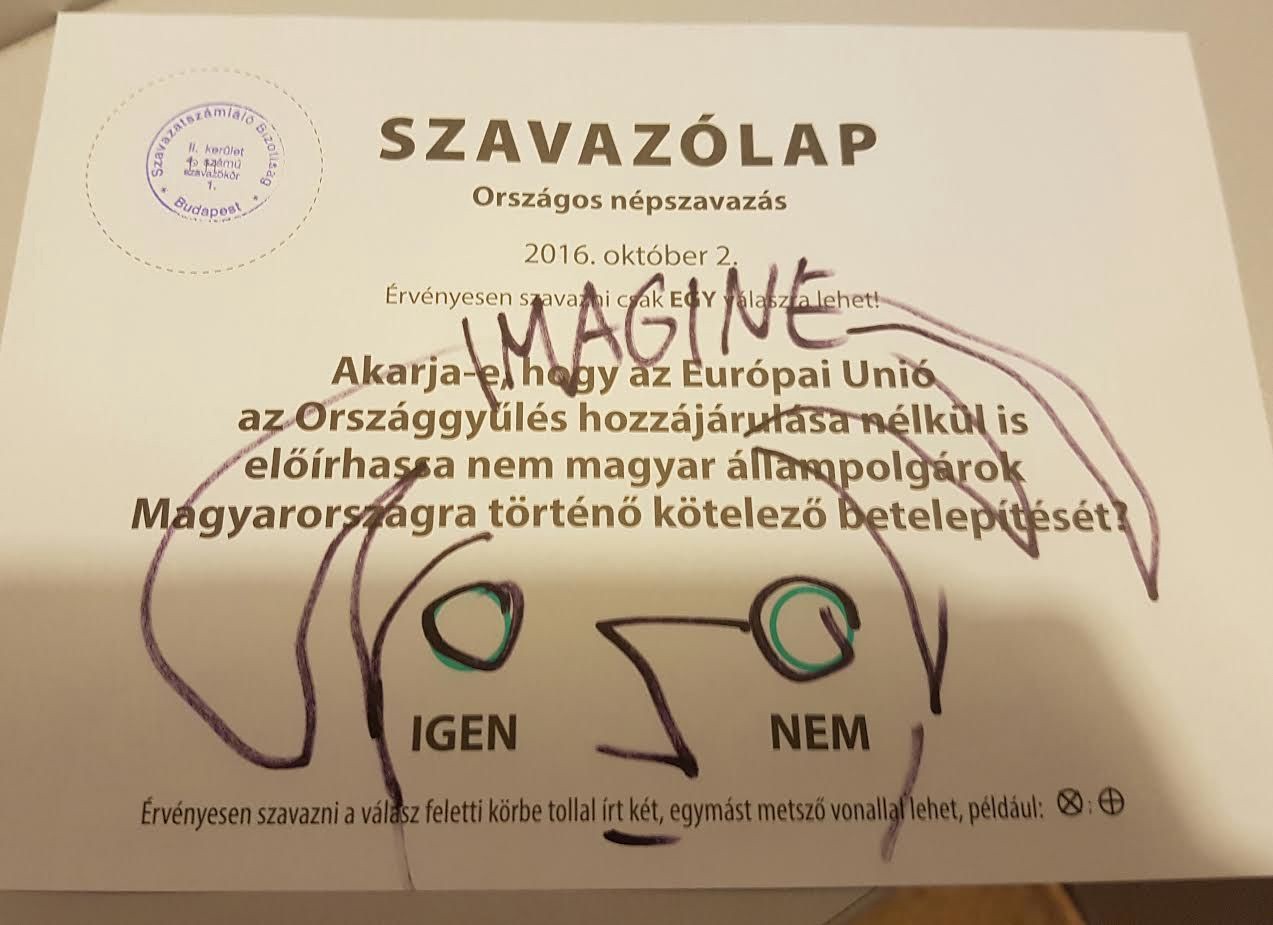 Szavazatszámláló Bizottság
II. kerület
számú
szavazókör
1.
* Budapest *
SZAVAZÓLAP
Országos népszavazás
2016. október 2.
Érvényesen szavazni csak EGY válaszra lehet!
IMAGINE
Akarja-e, hogy az Európai Unió
az Országgyűlés hozzájárulása nélkül is
előírhassa nem magyar állampolgárok
Magyarországra történő kötelező betelepítését?
IGEN NEM
Érvényesen szavazni a válasz feletti körbe tollal írt két, egymást metsző vonallal lehet, például: